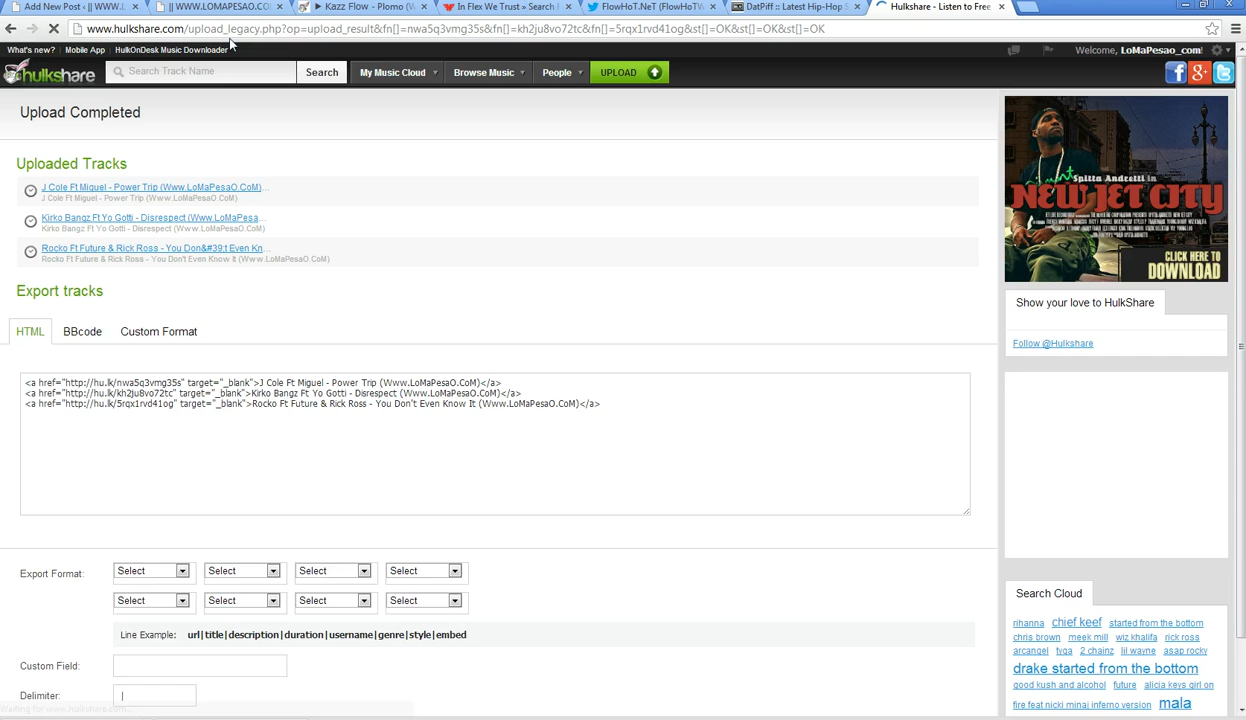 Add New Post ‹ || WWW.L
|| WWW.LOMAPESAO.COM
► Kazz Flow - Plomo (W
In Flex We Trust » Search
FlowHoT.NeT (FlowHoTW
DatPiff :: Latest Hip-Hop
Hulkshare - Listen to Free
www.hulkshare.com/upload_legacy.php?op=upload_result&fn[]=nwa5q3vmg35s&fn[]=kh2ju8vo72tc&fn[]=5rqx1rvd41og&st[]=OK&st[]=OK&st[]=OK
What's new? | Mobile App | HulkOnDesk Music Downloader
Welcome, LoMaPesao_com!
hulkshare
Search Track Name
Search
My Music Cloud
Browse Music
People
UPLOAD
Upload Completed
Uploaded Tracks
J Cole Ft Miguel - Power Trip (Www.LoMaPesaO.CoM)...
J Cole Ft Miguel - Power Trip (Www.LoMaPesaO.CoM)
Kirko Bangz Ft Yo Gotti - Disrespect (Www.LoMaPesa...
Kirko Bangz Ft Yo Gotti - Disrespect (Www.LoMaPesaO.CoM)
Rocko Ft Future & Rick Ross - You Don&#39;t Even Kn...
Rocko Ft Future & Rick Ross - You Don't Even Know It (Www.LoMaPesaO.CoM)
Export tracks
HTML
BBcode
Custom Format
<a href="http://hu.lk/nwa5q3vmg35s" target="_blank">J Cole Ft Miguel - Power Trip (Www.LoMaPesaO.CoM)</a>
<a href="http://hu.lk/kh2ju8vo72tc" target="_blank">Kirko Bangz Ft Yo Gotti - Disrespect (Www.LoMaPesaO.CoM)</a>
<a href="http://hu.lk/5rqx1rvd41og" target="_blank">Rocko Ft Future & Rick Ross - You Don't Even Know It (Www.LoMaPesaO.CoM)</a>
Export Format:
Select Select Select Select
Select Select Select Select
Line Example: url|title|description|duration|username|genre|style|embed
Custom Field:
Delimiter: |
Waiting for www.hulkshare.com...
Spitta Andretti in
NEW JET CITY
CLICK HERE TO
DOWNLOAD
Show your love to HulkShare
Follow @Hulkshare
Search Cloud
rihanna chief keef started from the bottom
chris brown meek mill wiz khalifa rick ross
arcangel tyga 2 chainz lil wayne asap rocky
drake started from the bottom
good kush and alcohol future alicia keys girl on
fire feat nicki minaj inferno version mala